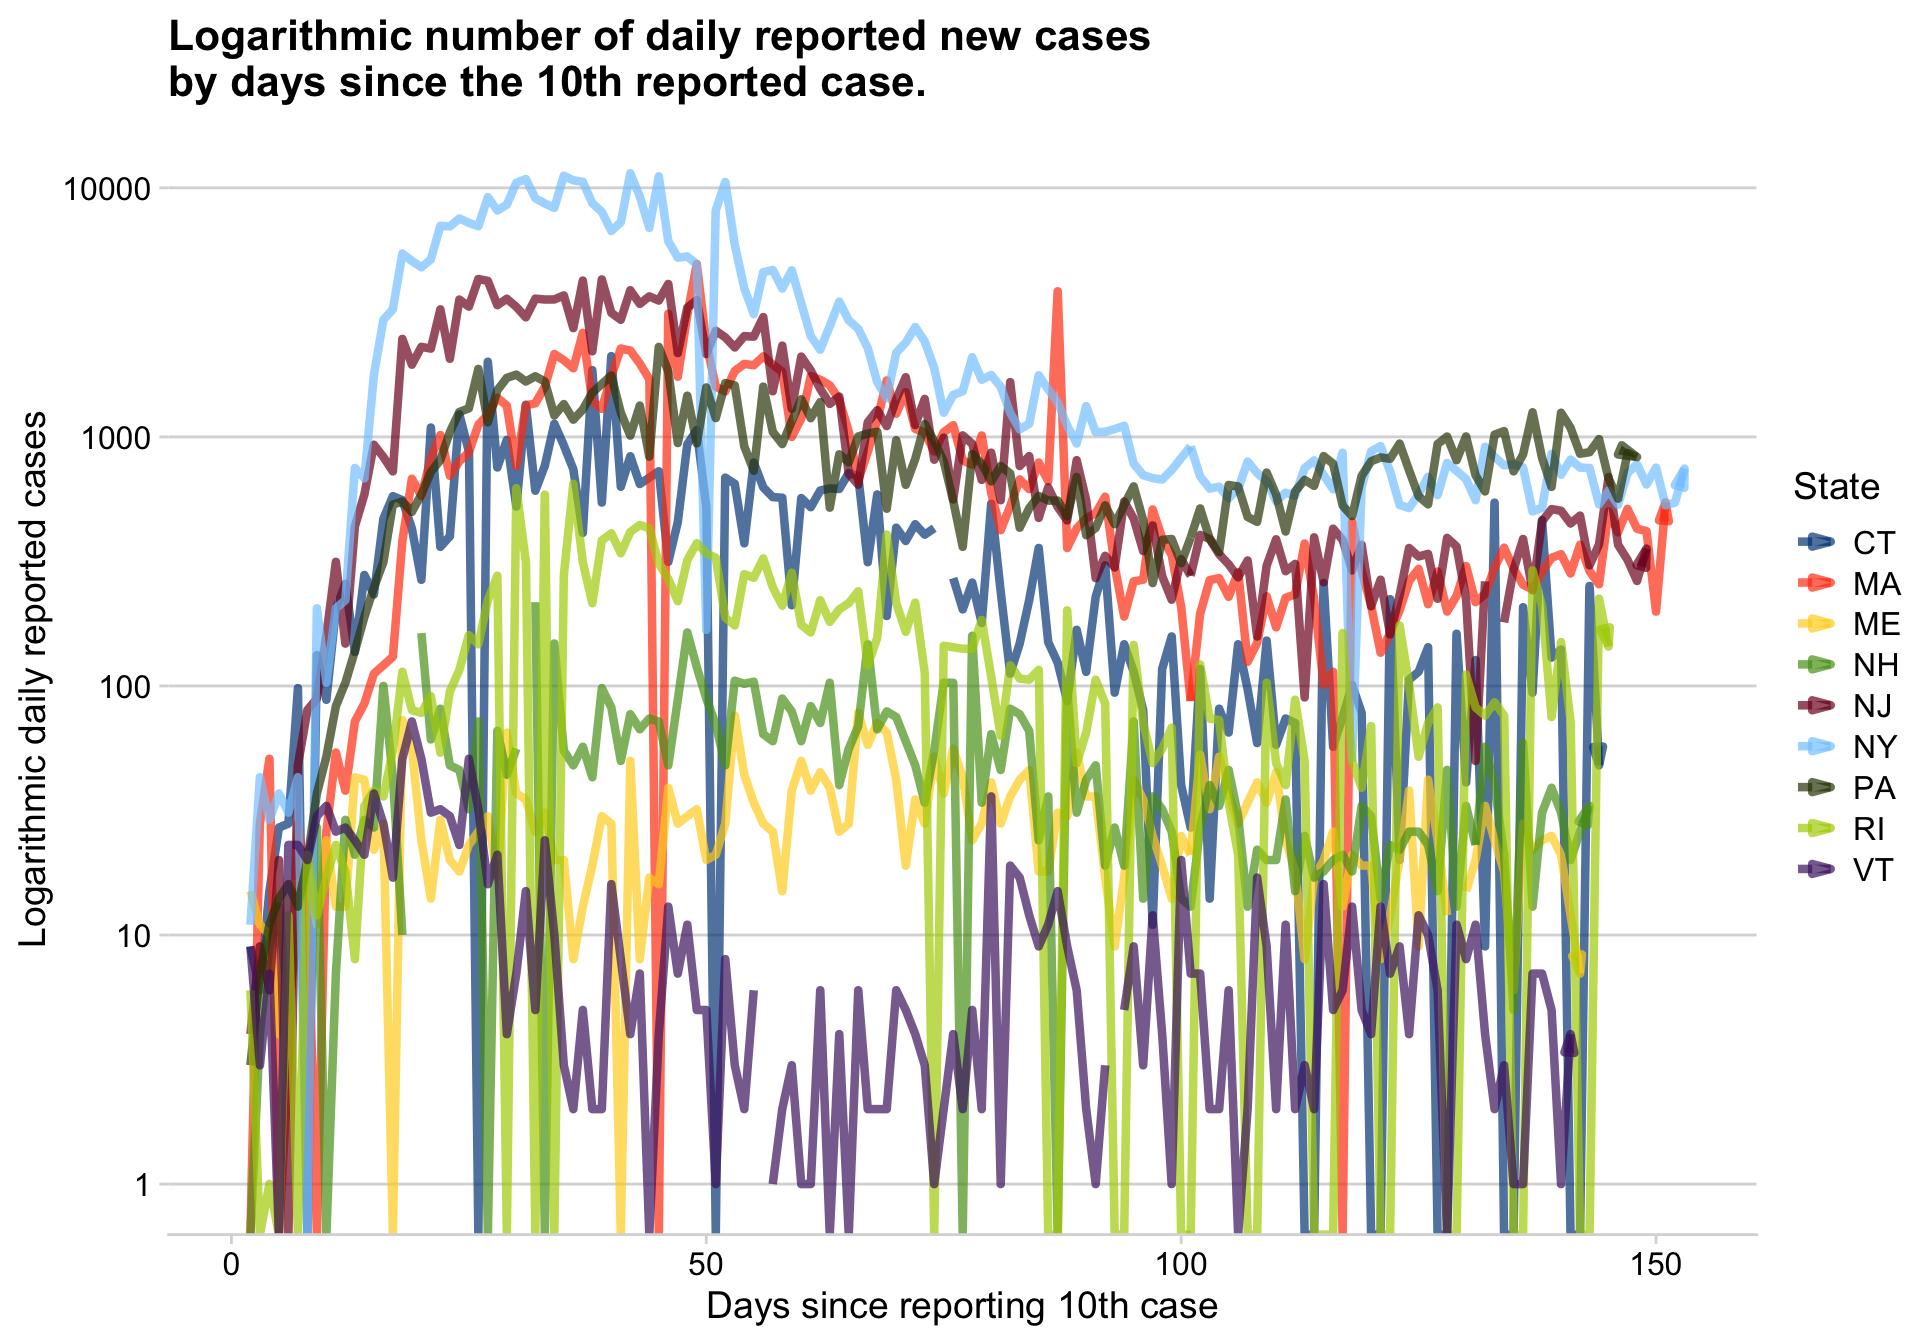 Logarithmic number of daily reported new cases
by days since the 10th reported case.
Logarithmic daily reported cases
10000
1000
100
10
1
0
50
100
150
Days since reporting 10th case
State
CT
MA
ME
NH
NJ
NY
PA
RI
VT